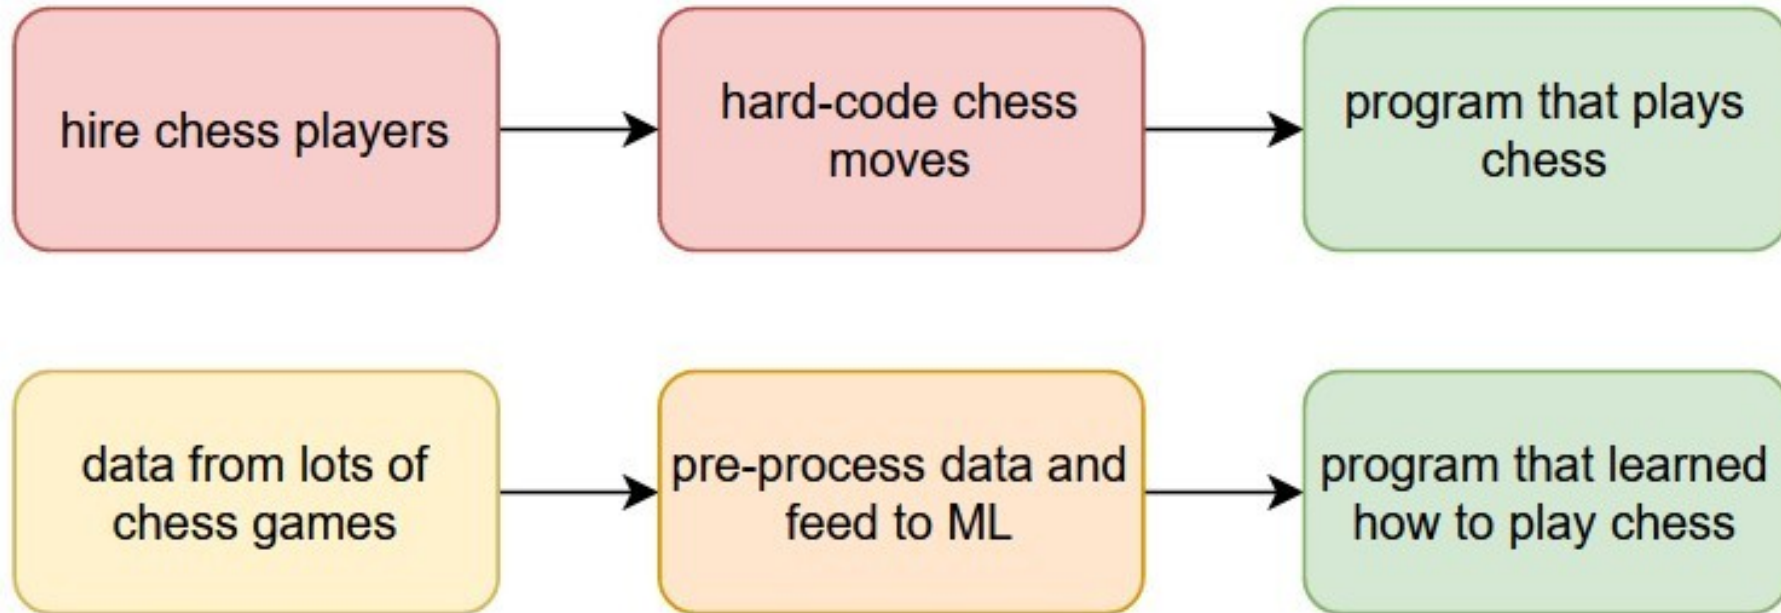 hire chess players
hard-code chess
moves
program that plays
chess
data from lots of
chess games
pre-process data and
feed to ML
program that learned
how to play chess